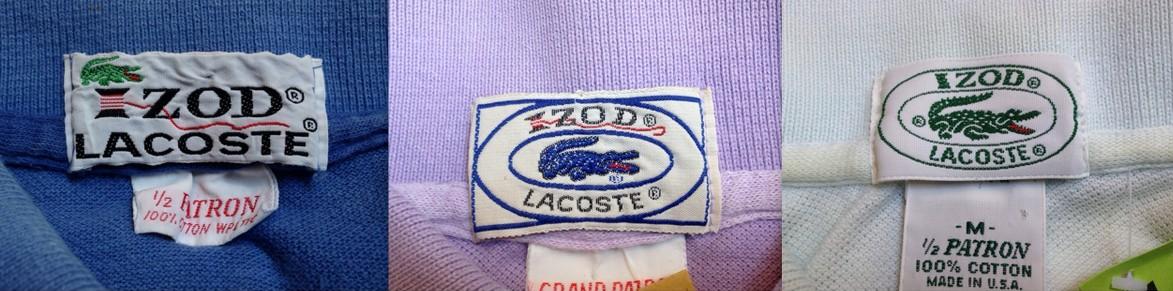 IZOD®
LACOSTE®
1/2 PATRON
IZOD®
LACOSTE®
IZOD®
®
LACOSTE®
-M-
1/2 PATRON
100% COTTON
MADE IN U.S.A.